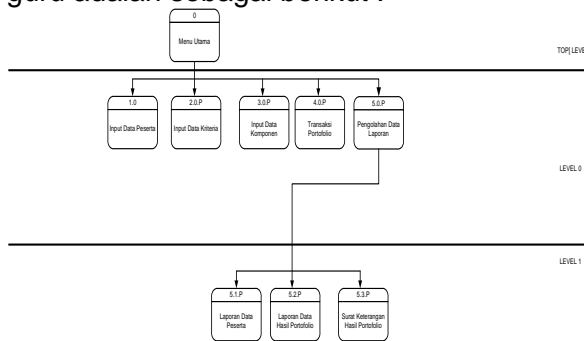 guru adalah sebagai berikut :
0
Menu Utama
TOP| LEVE
1.0
2.0.P
3.0.P
4.0.P
5.0.P
Input Data Peserta
Input Data Kriteria
Input Data
Komponen
Transaksi
Portofolio
Pengolahan Data
Laporan
LEVEL 0
LEVEL 1
5.1.P
5.2.P
5.3.P
Laporan Data
Peserta
Laporan Data
Hasil Portofolio
Surat Keterangan
Hasil Portofolio